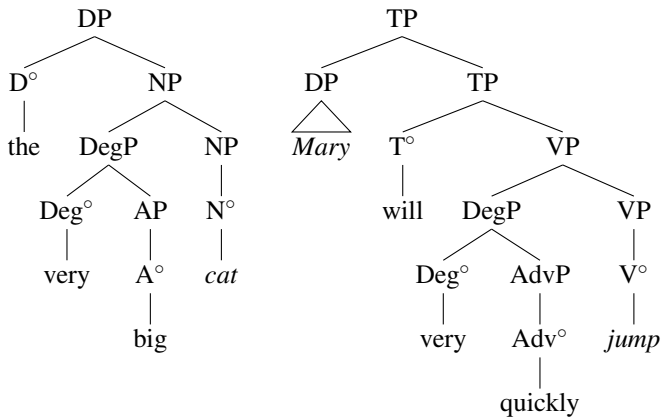 DP TP
D° NP DP TP
the DegP NP Mary T° VP
Deg° AP N° will DegP VP
very A° cat Deg° AdvP V°
big very Adv° jump
quickly